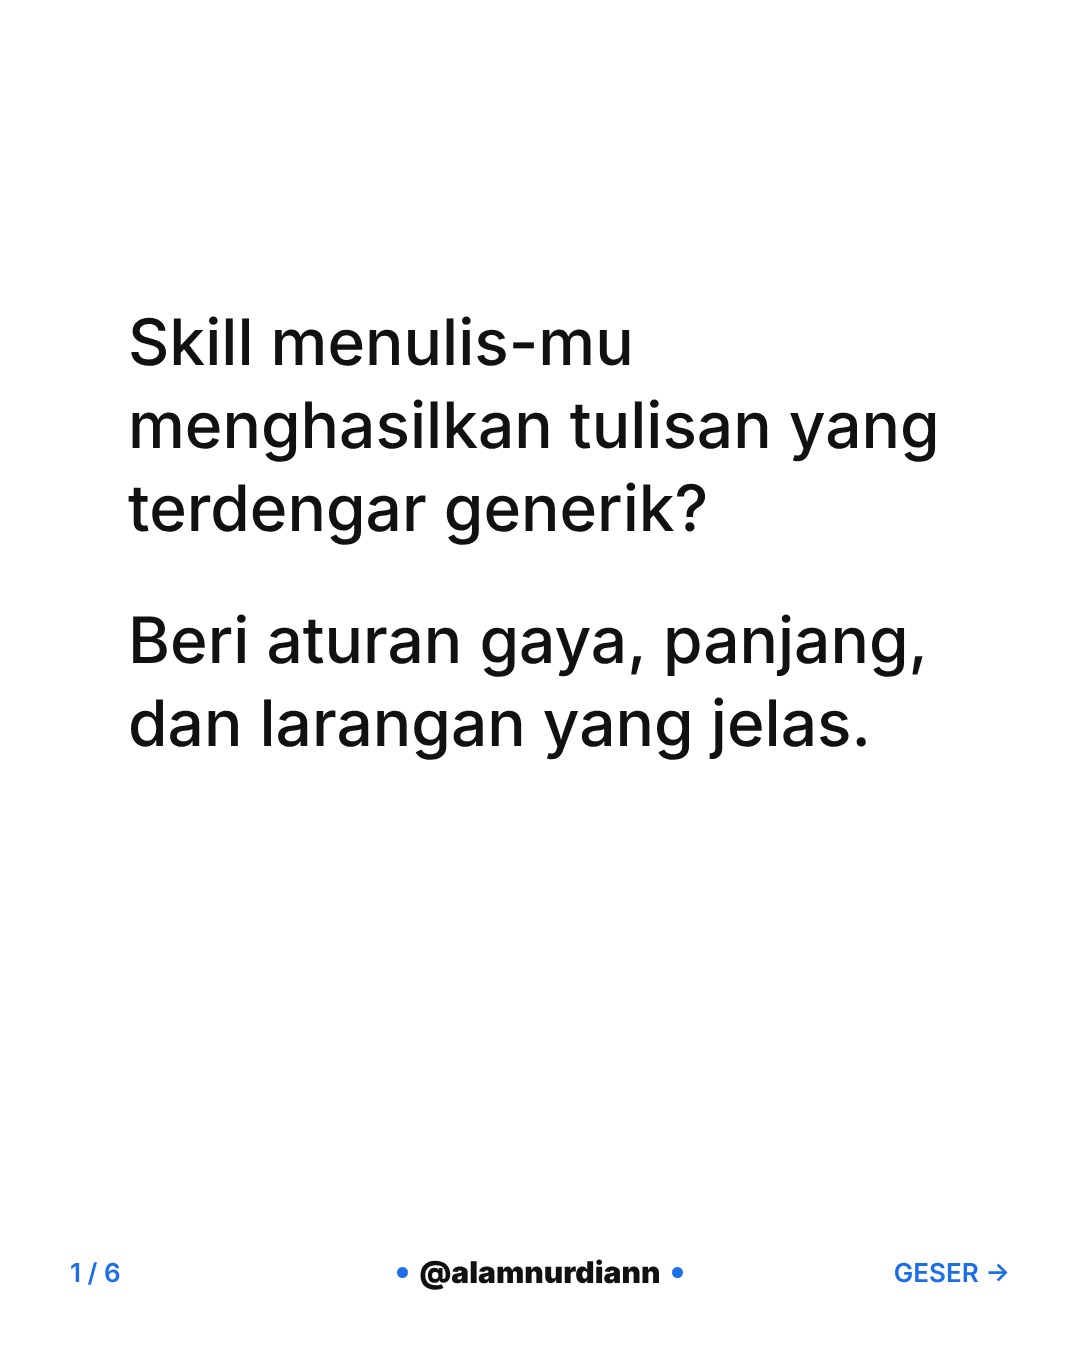 Skill menulis-mu
menghasilkan tulisan yang
terdengar generik?
Beri aturan gaya, panjang,
dan larangan yang jelas.
1 / 6
• @alamnurdiann •
GESER →